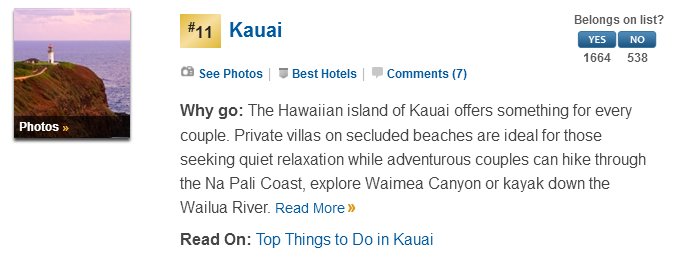 #11 Kauai
Belongs on list?
YES NO
1664 538
See Photos | Best Hotels | Comments (7)
Photos »
Why go: The Hawaiian island of Kauai offers something for every
couple. Private villas on secluded beaches are ideal for those
seeking quiet relaxation while adventurous couples can hike through
the Na Pali Coast, explore Waimea Canyon or kayak down the
Wailua River. Read More »
Read On: Top Things to Do in Kauai